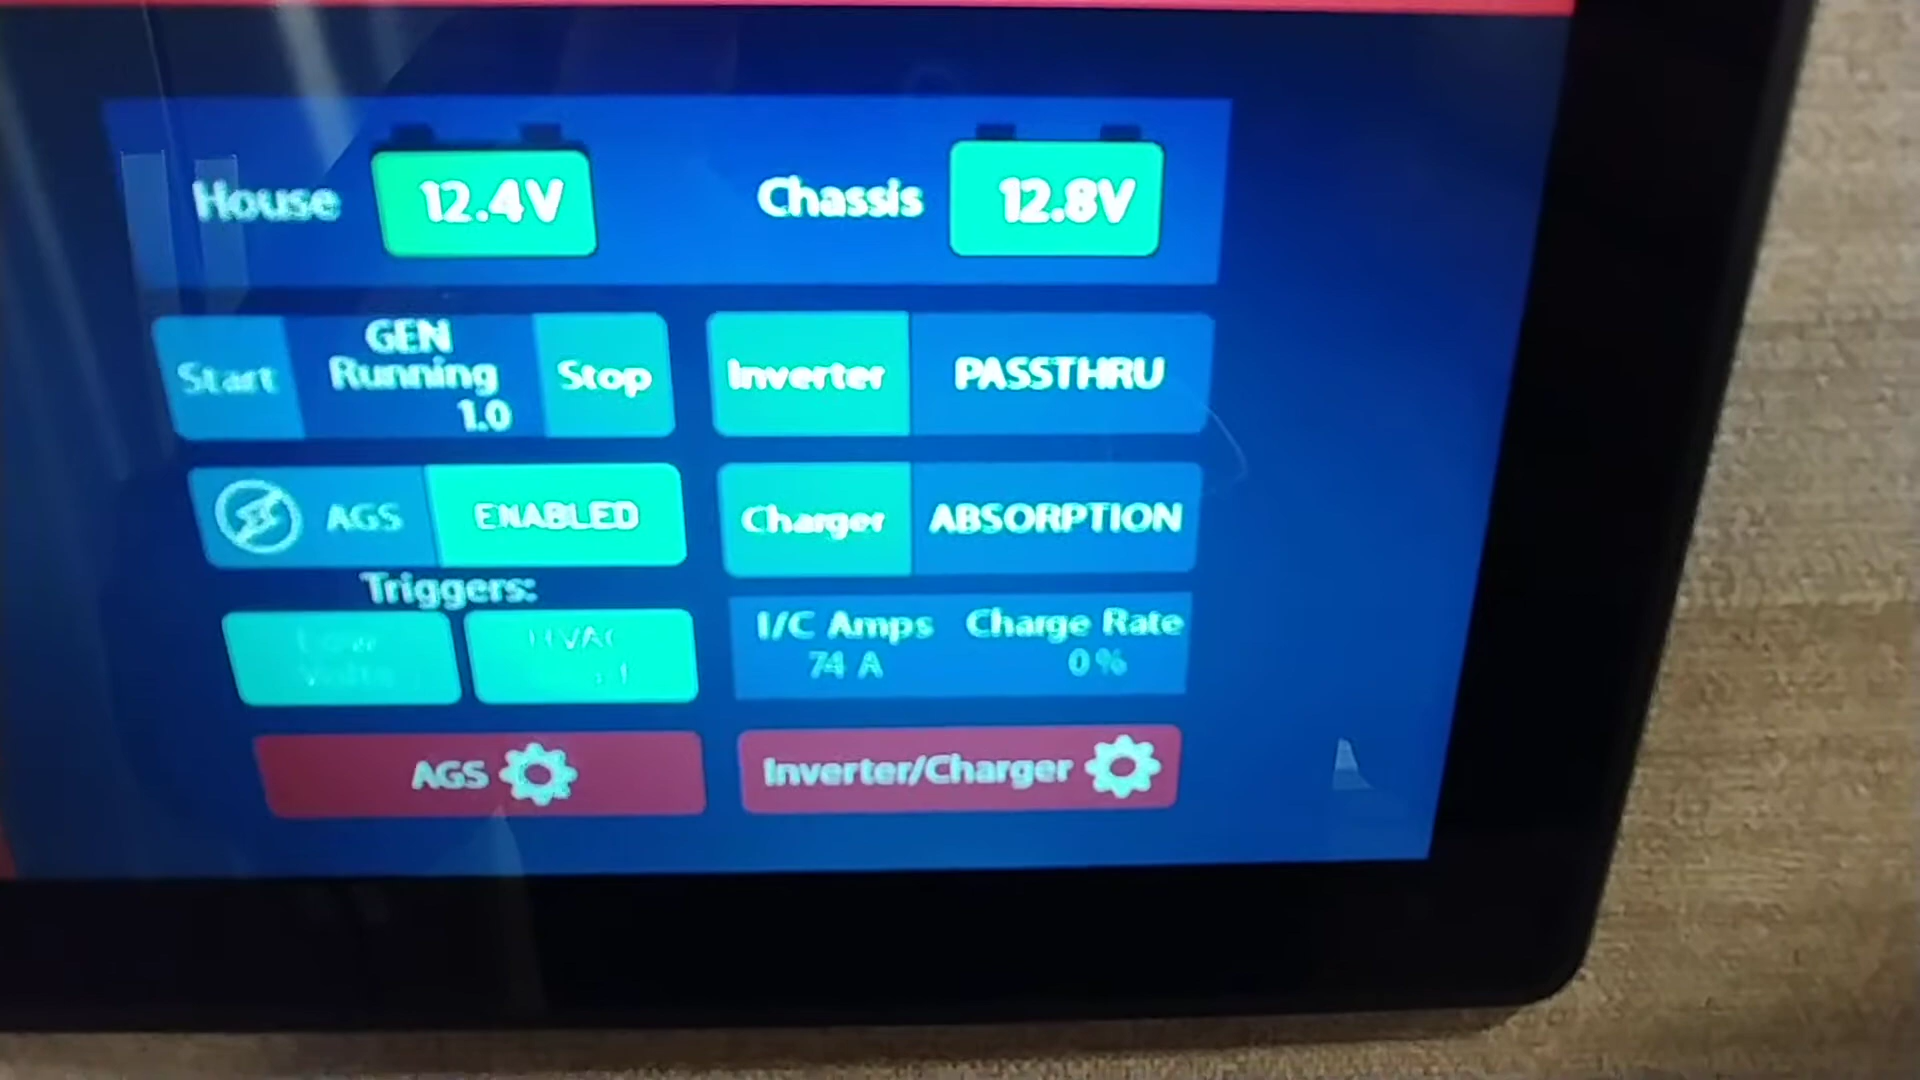 House 12.4V Chassis 12.8V
Start GEN Running 1.0 Stop
Inverter PASSTHRU
AGS ENABLED
Charger ABSORPTION
Triggers:
I/C Amps Charge Rate
74 A 0%
AGS
Inverter/Charger